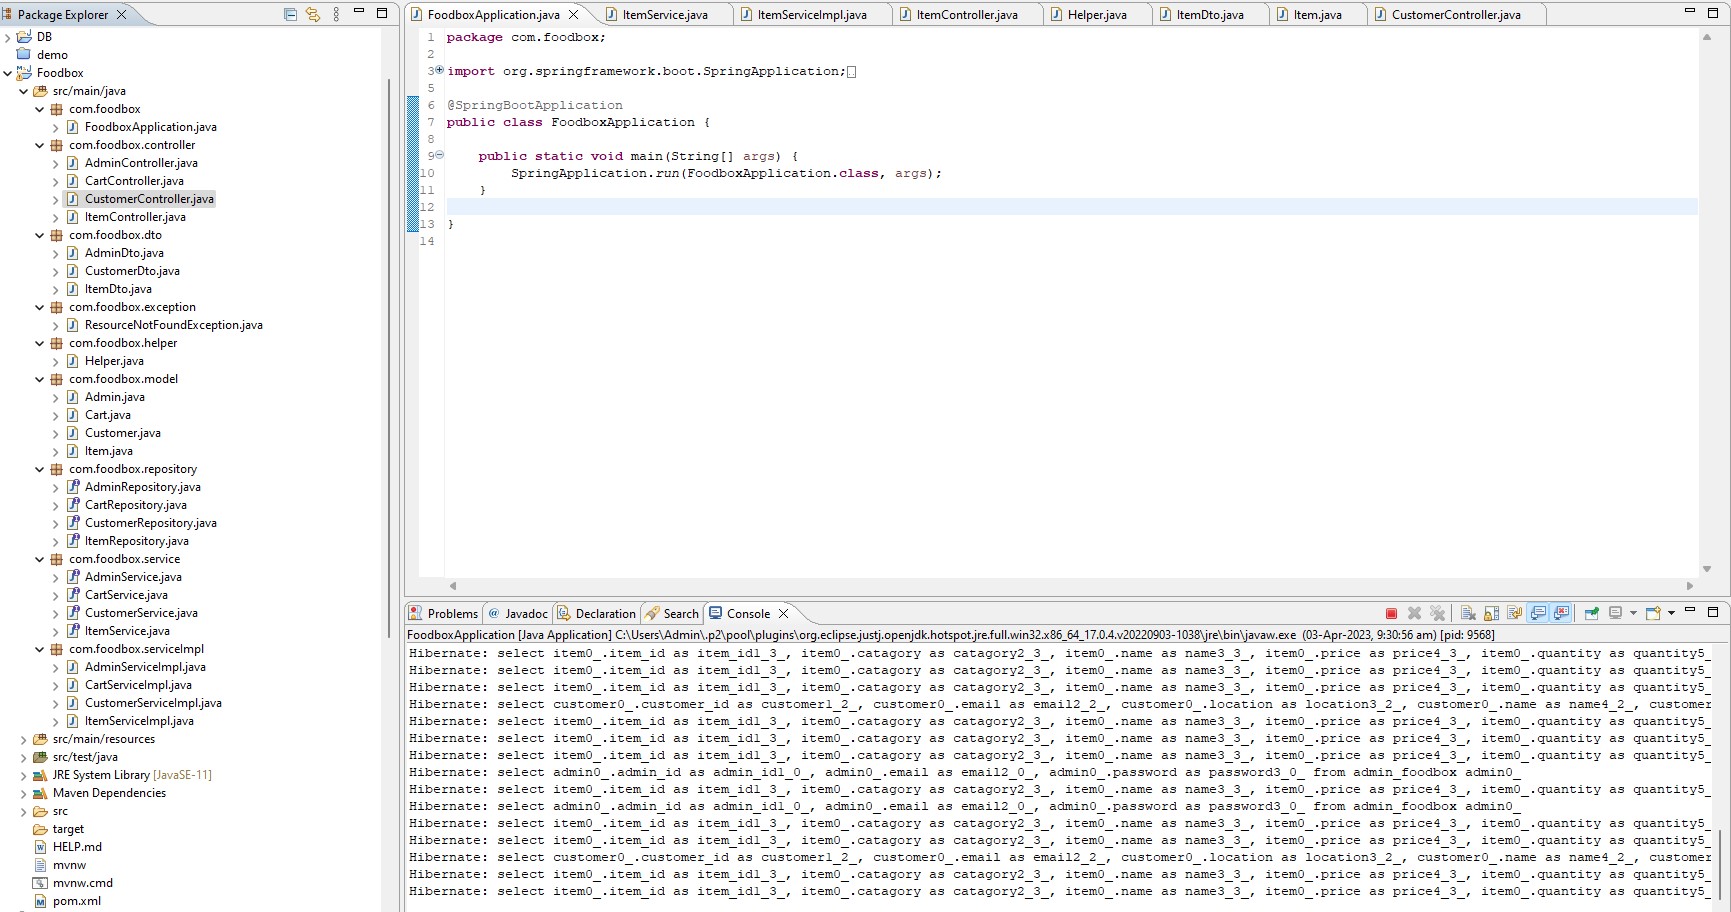 Package Explorer
DB
demo
Foodbox
src/main/java
com.foodbox
FoodboxApplication.java
com.foodbox.controller
AdminController.java
CartController.java
CustomerController.java
ItemController.java
com.foodbox.dto
AdminDto.java
CustomerDto.java
ItemDto.java
com.foodbox.exception
ResourceNotFoundException.java
com.foodbox.helper
Helper.java
com.foodbox.model
Admin.java
Cart.java
Customer.java
Item.java
com.foodbox.repository
AdminRepository.java
CartRepository.java
CustomerRepository.java
ItemRepository.java
com.foodbox.service
AdminService.java
CartService.java
CustomerService.java
ItemService.java
com.foodbox.serviceImpl
AdminServiceImpl.java
CartServiceImpl.java
CustomerServiceImpl.java
ItemServiceImpl.java
src/main/resources
src/test/java
JRE System Library [JavaSE-11]
Maven Dependencies
src
target
HELP.md
mvnw
mvnw.cmd
pom.xml
FoodboxApplication.java ItemService.java ItemServiceImpl.java ItemController.java Helper.java ItemDto.java Item.java CustomerController.java
1 package com.foodbox;
2
3 import org.springframework.boot.SpringApplication;
5
6 @SpringBootApplication
7 public class FoodboxApplication {
8
9 public static void main(String[] args) {
10 SpringApplication.run(FoodboxApplication.class, args);
11 }
12
13 }
14
Problems @ Javadoc Declaration Search Console
FoodboxApplication [Java Application] C:\Users\Admin\.p2\pool\plugins\org.eclipse.justj.openjdk.hotspot.jre.full.win32.x86_64_17.0.4.v20220903-1038\jre\bin\javaw.exe (03-Apr-2023, 9:30:56 am) [pid: 9568]
Hibernate: select item0_.item_id as item_id1_3_, item0_.catagory as catagory2_3_, item0_.name as name3_3_, item0_.price as price4_3_, item0_.quantity as quantity5_
Hibernate: select item0_.item_id as item_id1_3_, item0_.catagory as catagory2_3_, item0_.name as name3_3_, item0_.price as price4_3_, item0_.quantity as quantity5_
Hibernate: select item0_.item_id as item_id1_3_, item0_.catagory as catagory2_3_, item0_.name as name3_3_, item0_.price as price4_3_, item0_.quantity as quantity5_
Hibernate: select customer0_.customer_id as customer1_2_, customer0_.email as email2_2_, customer0_.location as location3_2_, customer0_.name as name4_2_, customer
Hibernate: select item0_.item_id as item_id1_3_, item0_.catagory as catagory2_3_, item0_.name as name3_3_, item0_.price as price4_3_, item0_.quantity as quantity5_
Hibernate: select item0_.item_id as item_id1_3_, item0_.catagory as catagory2_3_, item0_.name as name3_3_, item0_.price as price4_3_, item0_.quantity as quantity5_
Hibernate: select item0_.item_id as item_id1_3_, item0_.catagory as catagory2_3_, item0_.name as name3_3_, item0_.price as price4_3_, item0_.quantity as quantity5_
Hibernate: select admin0_.admin_id as admin_id1_0_, admin0_.email as email2_0_, admin0_.password as password3_0_ from admin_foodbox admin0_
Hibernate: select item0_.item_id as item_id1_3_, item0_.catagory as catagory2_3_, item0_.name as name3_3_, item0_.price as price4_3_, item0_.quantity as quantity5_
Hibernate: select admin0_.admin_id as admin_id1_0_, admin0_.email as email2_0_, admin0_.password as password3_0_ from admin_foodbox admin0_
Hibernate: select item0_.item_id as item_id1_3_, item0_.catagory as catagory2_3_, item0_.name as name3_3_, item0_.price as price4_3_, item0_.quantity as quantity5_
Hibernate: select item0_.item_id as item_id1_3_, item0_.catagory as catagory2_3_, item0_.name as name3_3_, item0_.price as price4_3_, item0_.quantity as quantity5_
Hibernate: select customer0_.customer_id as customer1_2_, customer0_.email as email2_2_, customer0_.location as location3_2_, customer0_.name as name4_2_, customer
Hibernate: select item0_.item_id as item_id1_3_, item0_.catagory as catagory2_3_, item0_.name as name3_3_, item0_.price as price4_3_, item0_.quantity as quantity5_
Hibernate: select item0_.item_id as item_id1_3_, item0_.catagory as catagory2_3_, item0_.name as name3_3_, item0_.price as price4_3_, item0_.quantity as quantity5_